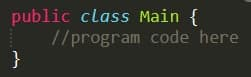 public class Main {
    //program code here
}